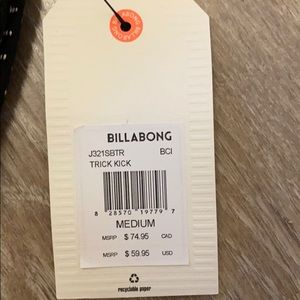 BILLABONG
J321SBTR BCI
TRICK KICK
8 28570 19779 7
MEDIUM
MSRP $ 74.95 CAD
MSRP $ 59.95 USD
recyclable paper